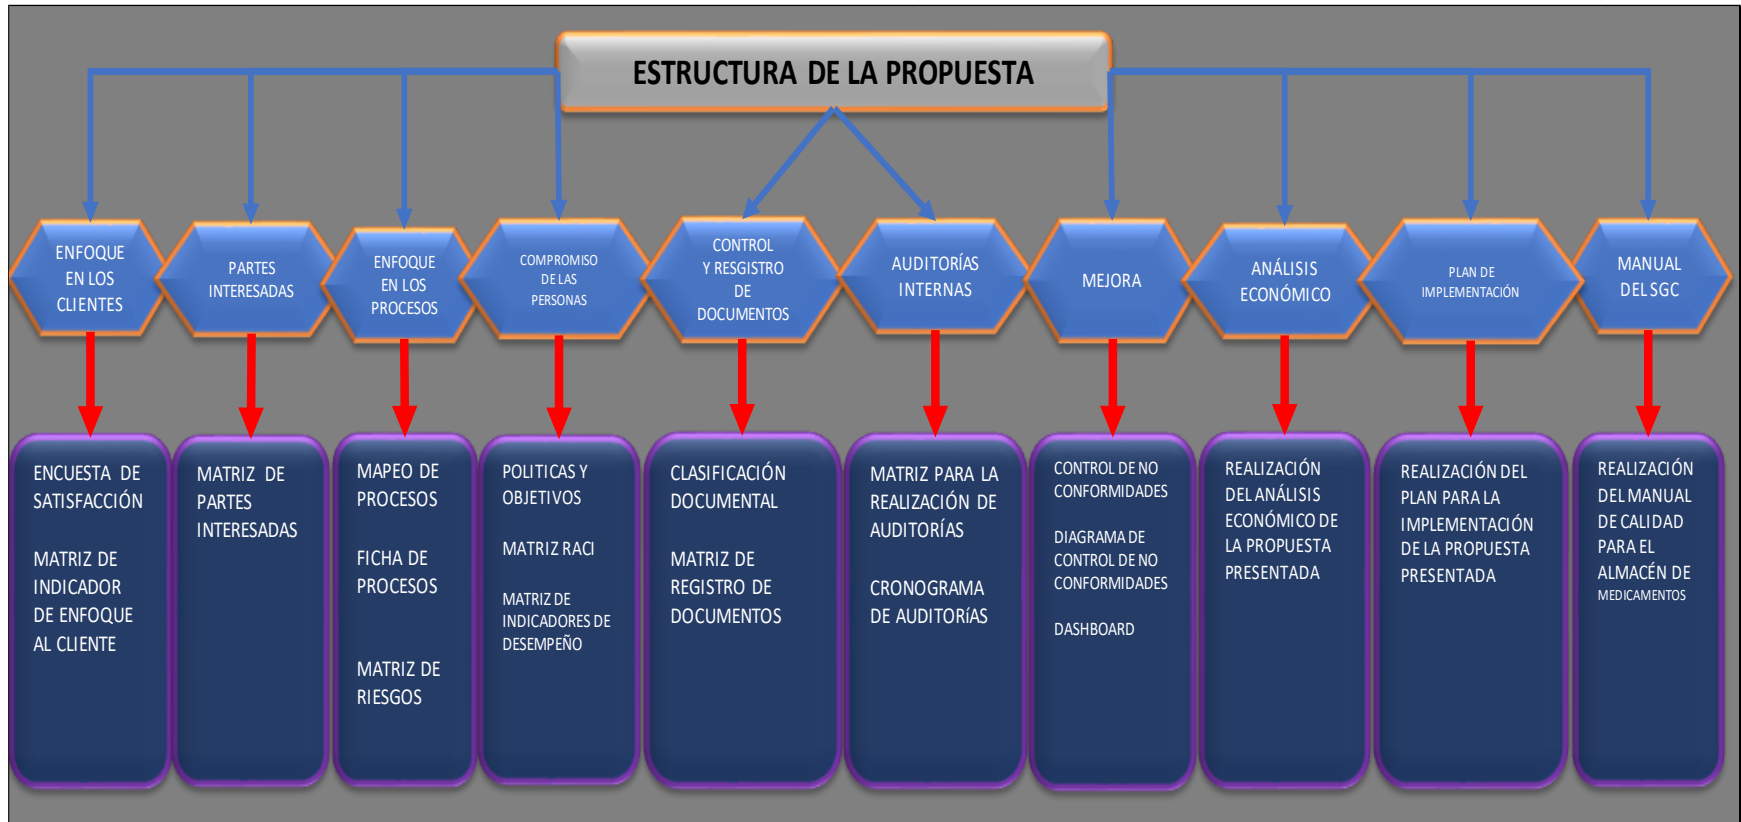 ESTRUCTURA DE LA PROPUESTA
ENFOQUE
EN LOS
CLIENTES
PARTES
INTERESADAS
ENFOQUE
EN LOS
PROCESOS
COMPROMISO
DE LAS
PERSONAS
CONTROL
Y RESGISTRO
DE
DOCUMENTOS
AUDITORÍAS
INTERNAS
MEJORA
ANÁLISIS
ECONÓMICO
PLAN DE
IMPLEMENTACIÓN
MANUAL
DEL SGC
ENCUESTA DE
SATISFACCIÓN
MATRIZ DE
INDICADOR
DE ENFOQUE
AL CLIENTE
MATRIZ DE
PARTES
INTERESADAS
MAPEO DE
PROCESOS
FICHA DE
PROCESOS
MATRIZ DE
RIESGOS
POLITICAS Y
OBJETIVOS
MATRIZ RACI
MATRIZ DE
INDICADORES DE
DESEMPEÑO
CLASIFICACIÓN
DOCUMENTAL
MATRIZ DE
REGISTRO DE
DOCUMENTOS
MATRIZ PARA LA
REALIZACIÓN DE
AUDITORÍAS
CRONOGRAMA
DE AUDITORíAS
CONTROL DE NO
CONFORMIDADES
DIAGRAMA DE
CONTROL DE NO
CONFORMIDADES
DASHBOARD
REALIZACIÓN
DEL ANÁLISIS
ECONÓMICO DE
LA PROPUESTA
PRESENTADA
REALIZACIÓN DEL
PLAN PARA LA
IMPLEMENTACIÓN
DE LA PROPUESTA
PRESENTADA
REALIZACIÓN
DEL MANUAL
DE CALIDAD
PARA EL
ALMACÉN DE
MEDICAMENTOS